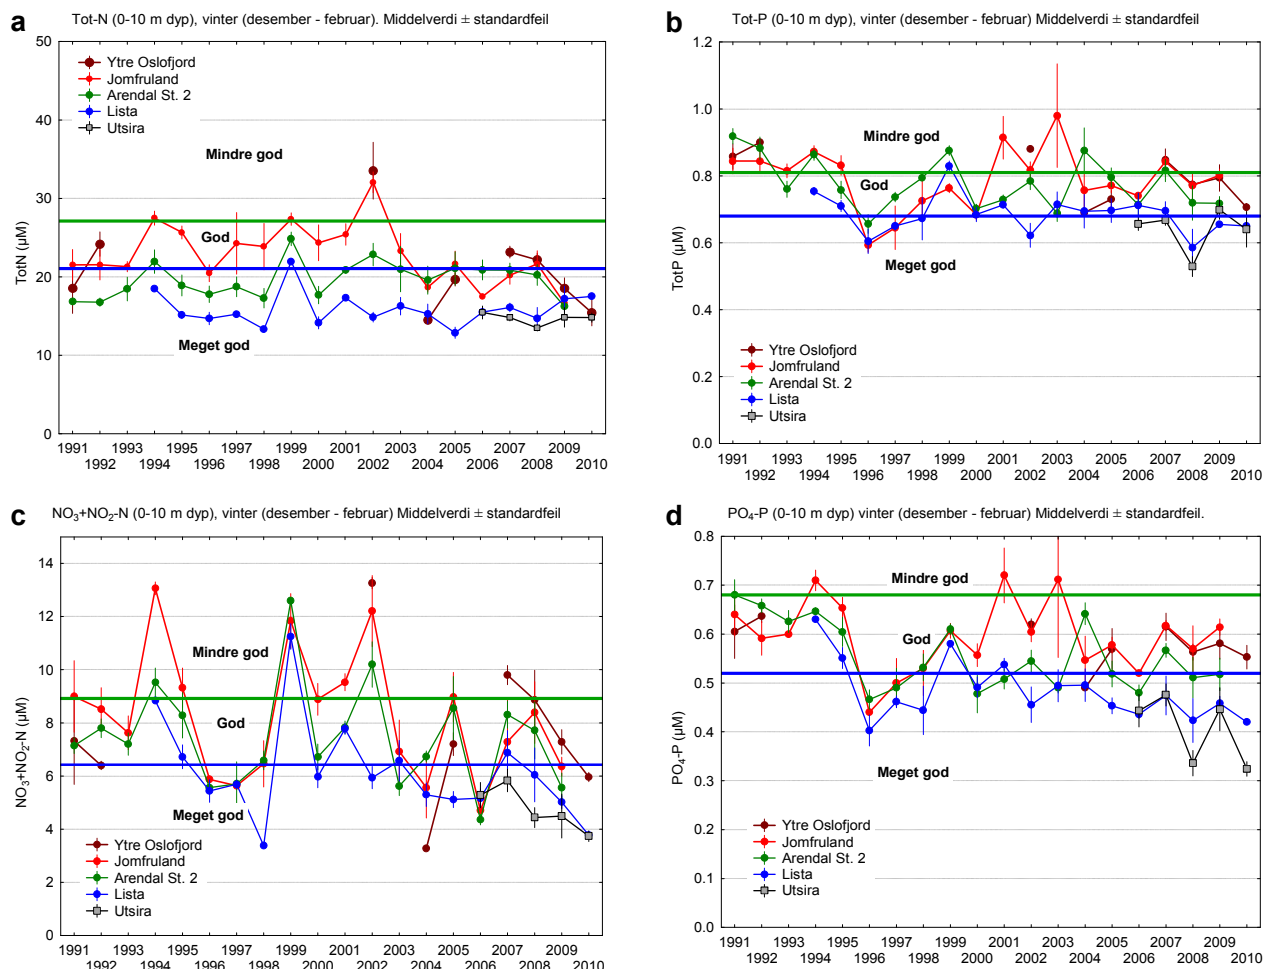 a
Tot-N (0-10 m dyp), vinter (desember - februar). Middelverdi ± standardfeil
50
40
30
20
10
0
TotN (µM)
Ytre Oslofjord
Jomfruland
Arendal St. 2
Lista
Utsira
Mindre god
God
Meget god
1991 1993 1995 1997 1999 2001 2003 2005 2007 2009
1992 1994 1996 1998 2000 2002 2004 2006 2008 2010
b
Tot-P (0-10 m dyp), vinter (desember - februar) Middelverdi ± standardfeil
1.2
1.0
0.8
0.6
0.4
0.2
0.0
TotP (µM)
Mindre god
God
Meget god
Ytre Oslofjord
Jomfruland
Arendal St. 2
Lista
Utsira
1991 1993 1995 1997 1999 2001 2003 2005 2007 2009
1992 1994 1996 1998 2000 2002 2004 2006 2008 2010
c
NO3+NO2-N (0-10 m dyp), vinter (desember - februar) Middelverdi ± standardfeil
14
12
10
8
6
4
2
0
NO3+NO2-N (µM)
Mindre god
God
Meget god
Ytre Oslofjord
Jomfruland
Arendal St. 2
Lista
Utsira
1991 1993 1995 1997 1999 2001 2003 2005 2007 2009
1992 1994 1996 1998 2000 2002 2004 2006 2008 2010
d
PO4-P (0-10 m dyp) vinter (desember - februar) Middelverdi ± standardfeil.
0.8
0.7
0.6
0.5
0.4
0.3
0.2
0.1
0.0
PO4-P (µM)
Mindre god
God
Meget god
Ytre Oslofjord
Jomfruland
Arendal St. 2
Lista
Utsira
1991 1993 1995 1997 1999 2001 2003 2005 2007 2009
1992 1994 1996 1998 2000 2002 2004 2006 2008 2010